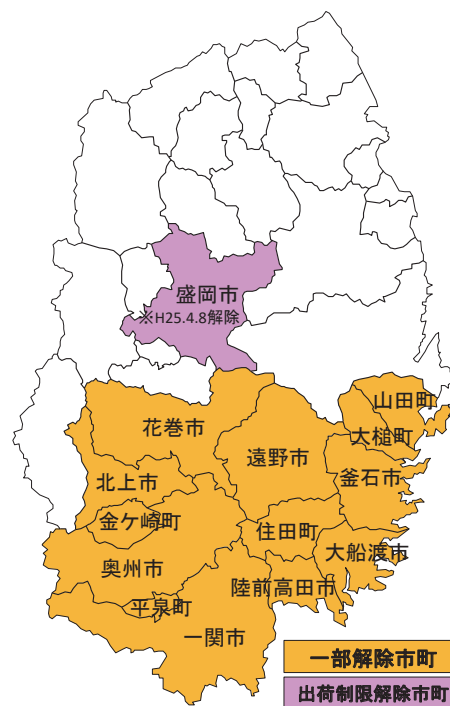 盛岡市
※H25.4.8解除
山田町
花巻市
大槌町
遠野市
釜石市
北上市
金ケ崎町
住田町
大船渡市
奥州市
陸前高田市
平泉町
一関市
一部解除市町
出荷制限解除市町